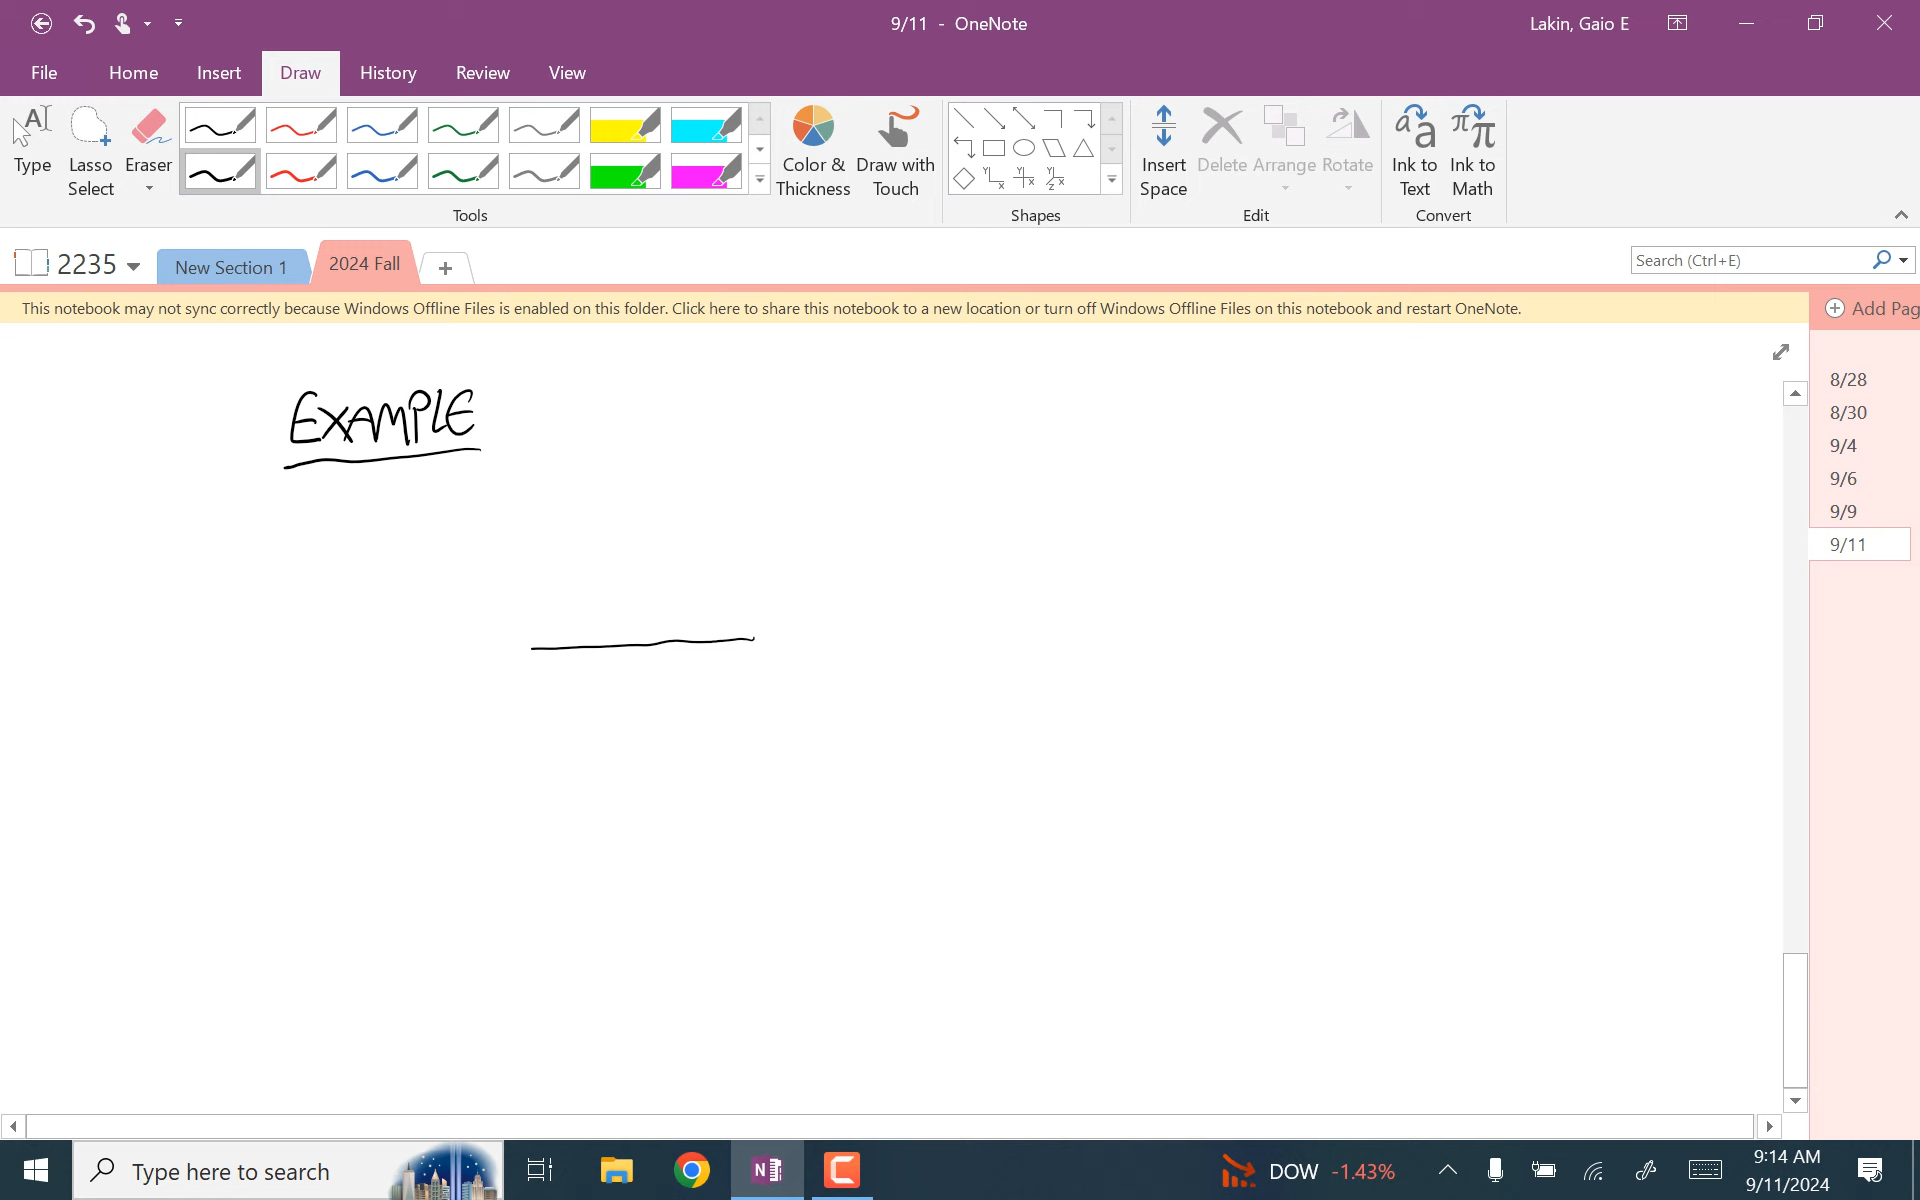 9/11 - OneNote
Lakin, Gaio E
File Home Insert Draw History Review View
Type
Lasso Select
Eraser
Color & Thickness
Draw with Touch
Insert Space
Delete
Arrange
Rotate
Ink to Text
Ink to Math
Tools
Shapes
Edit
Convert
2235
New Section 1
2024 Fall
Search (Ctrl+E)
This notebook may not sync correctly because Windows Offline Files is enabled on this folder. Click here to share this notebook to a new location or turn off Windows Offline Files on this notebook and restart OneNote.
Add Pag
8/28
8/30
9/4
9/6
9/9
9/11
EXAMPLE
Type here to search
DOW -1.43%
9:14 AM
9/11/2024